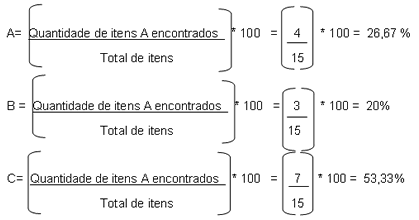 A= Quantidade de itens A encontrados * 100 = 4 * 100 = 26,67 %
Total de itens 15
B = Quantidade de itens A encontrados * 100 = 3 * 100 = 20%
Total de itens 15
C= Quantidade de itens A encontrados * 100 = 7 * 100 = 53,33%
Total de itens 15